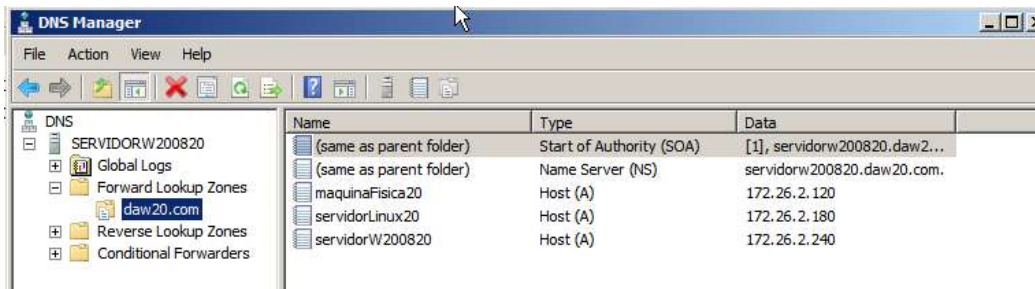 DNS Manager
File Action View Help
DNS
SERVIDORW200820
Global Logs
Forward Lookup Zones
daw20.com
Reverse Lookup Zones
Conditional Forwarders
Name Type Data
(same as parent folder) Start of Authority (SOA) [1], servidorw200820.daw2...
(same as parent folder) Name Server (NS) servidorw200820.daw20.com.
maquinaFisica20 Host (A) 172.26.2.120
servidorLinux20 Host (A) 172.26.2.180
servidorW200820 Host (A) 172.26.2.240